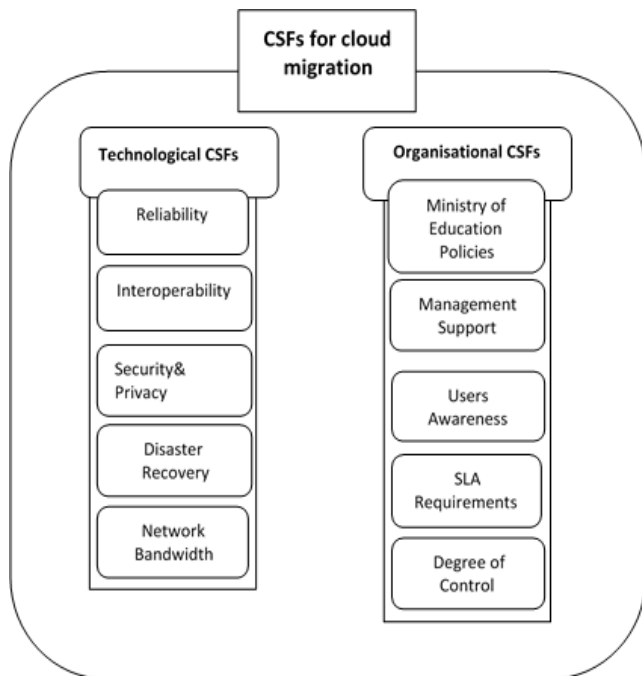 CSFs for cloud
migration
Technological CSFs
Reliability
Interoperability
Security&
Privacy
Disaster
Recovery
Network
Bandwidth
Organisational CSFs
Ministry of
Education
Policies
Management
Support
Users
Awareness
SLA
Requirements
Degree of
Control